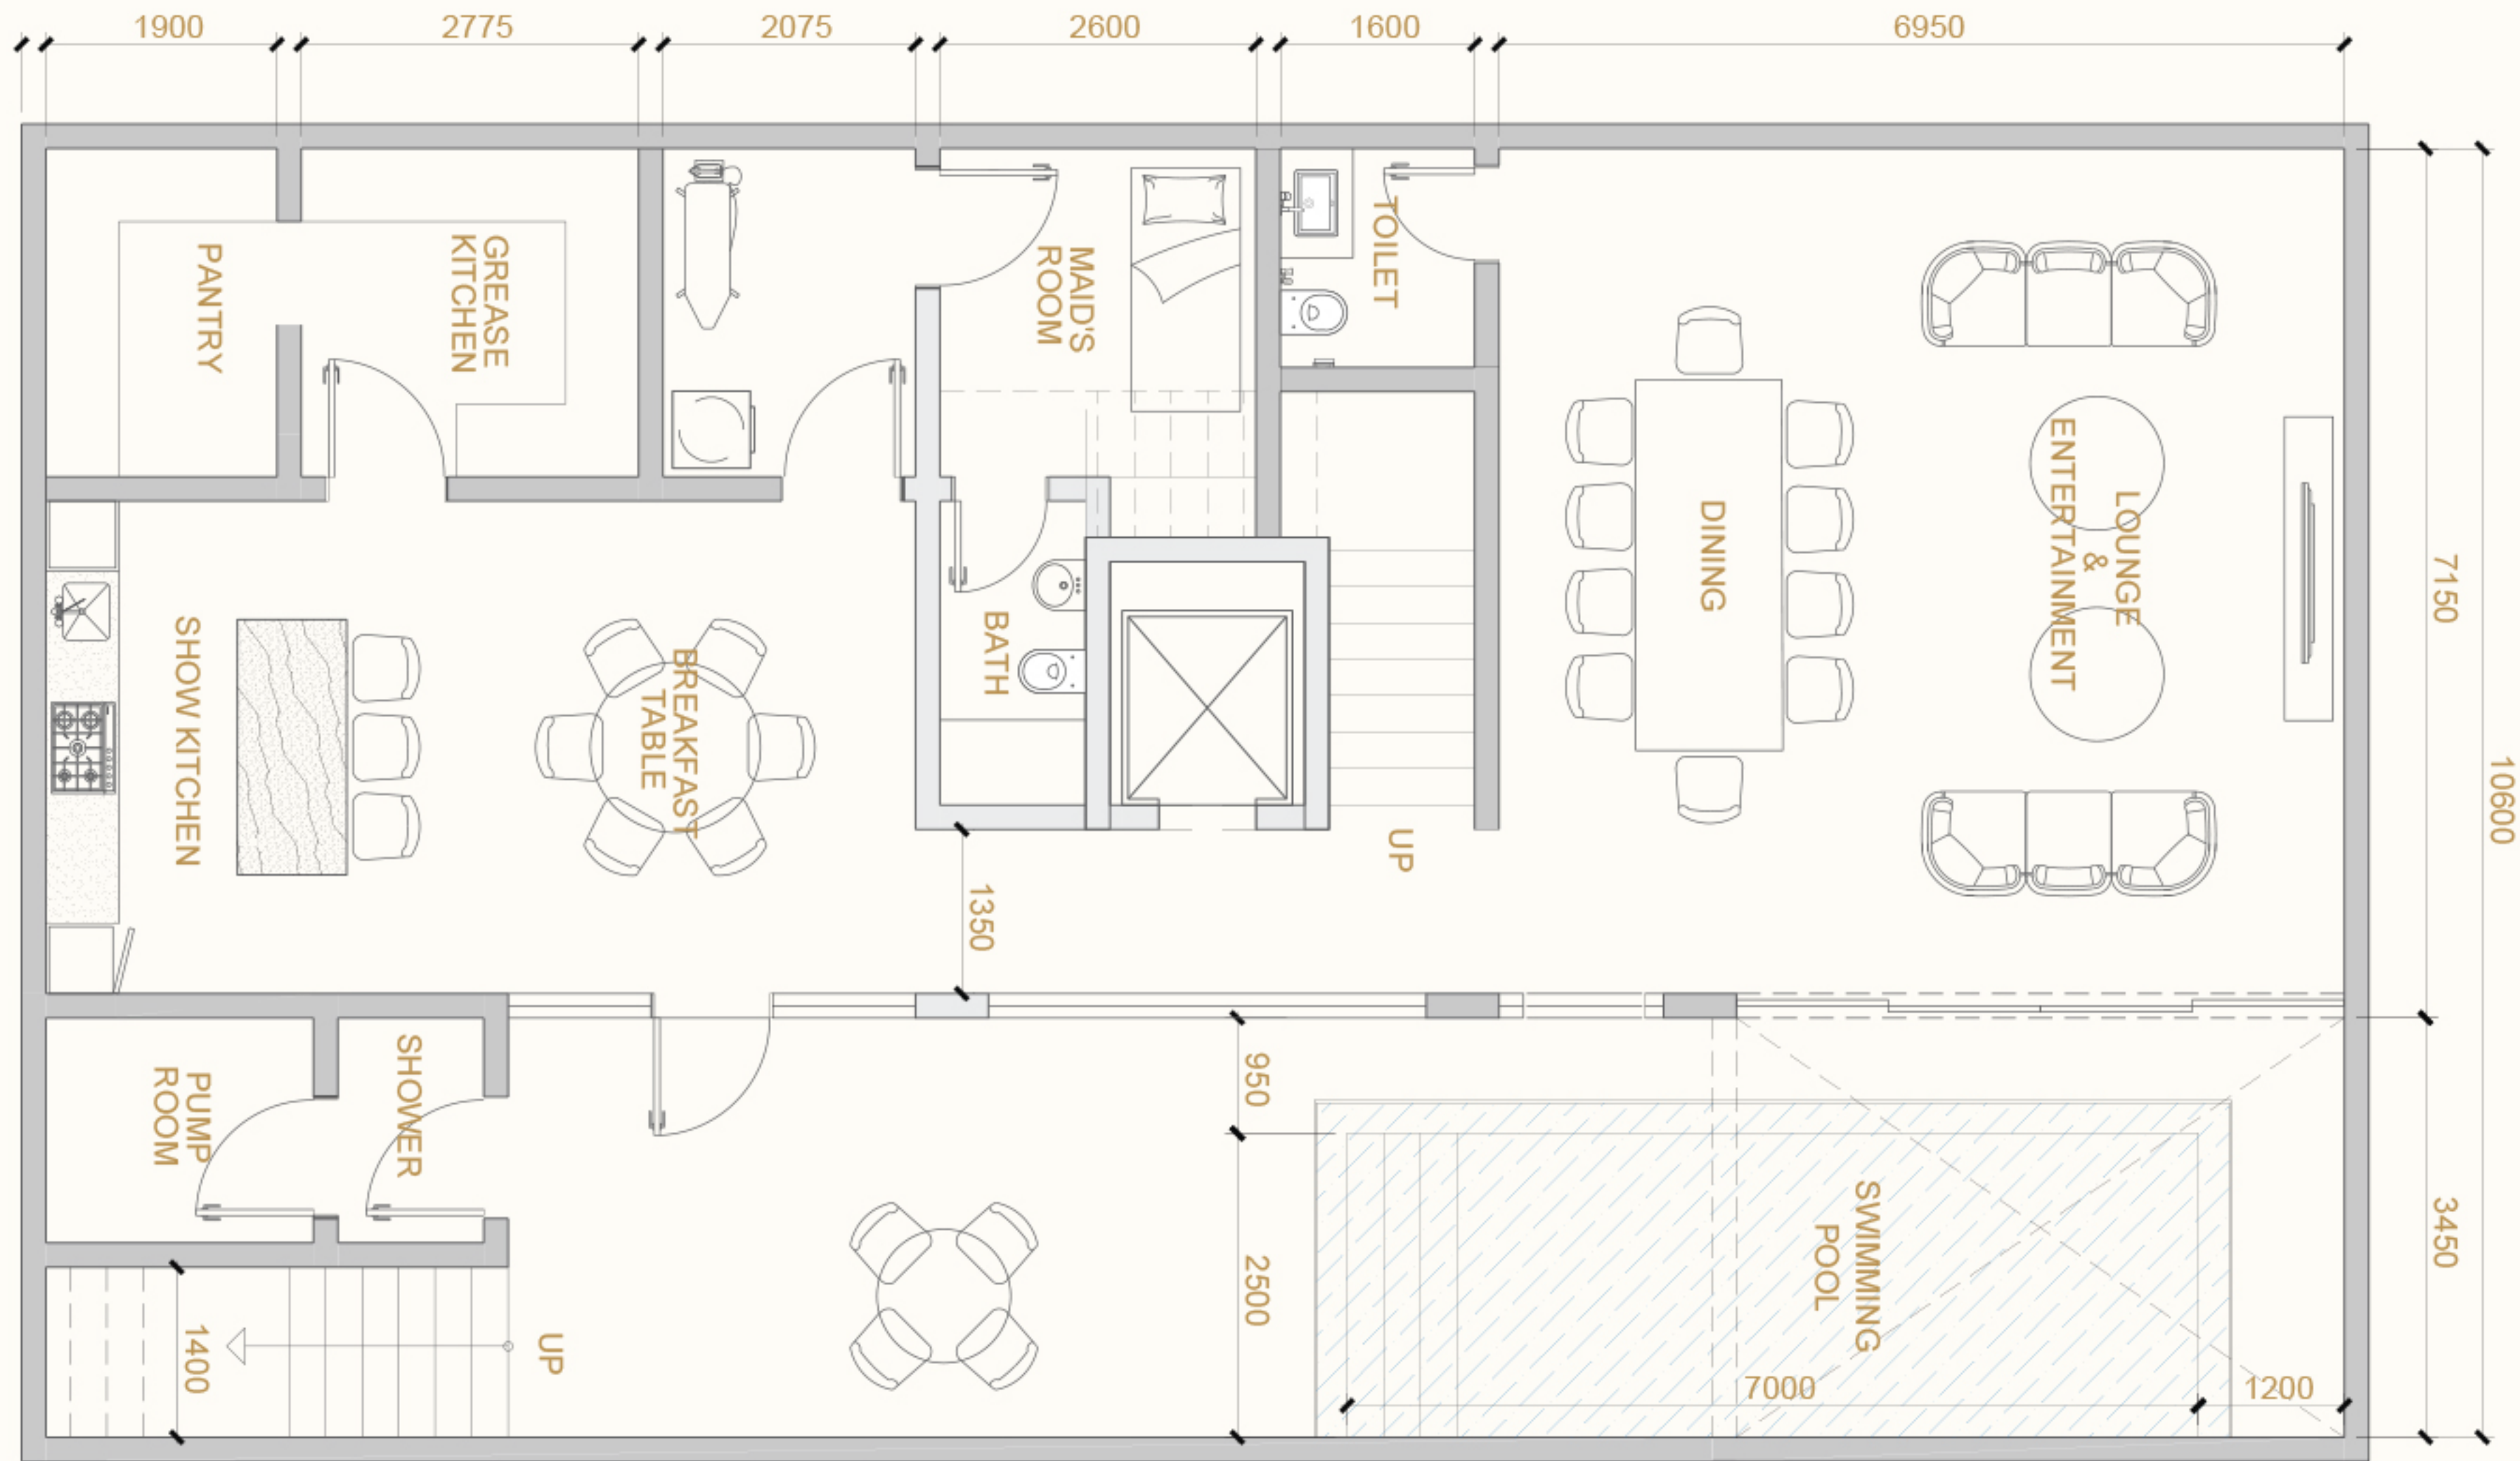 1900
2775
2075
2600
1600
6950
PANTRY
GREASE
KITCHEN
MAID'S
ROOM
TOILET
DINING
LOUNGE
&
ENTERTAINMENT
7150
10600
SHOW KITCHEN
BREAKFAST
TABLE
BATH
UP
1350
PUMP
ROOM
SHOWER
950
SWIMMING
POOL
3450
2500
1400
UP
7000
1200